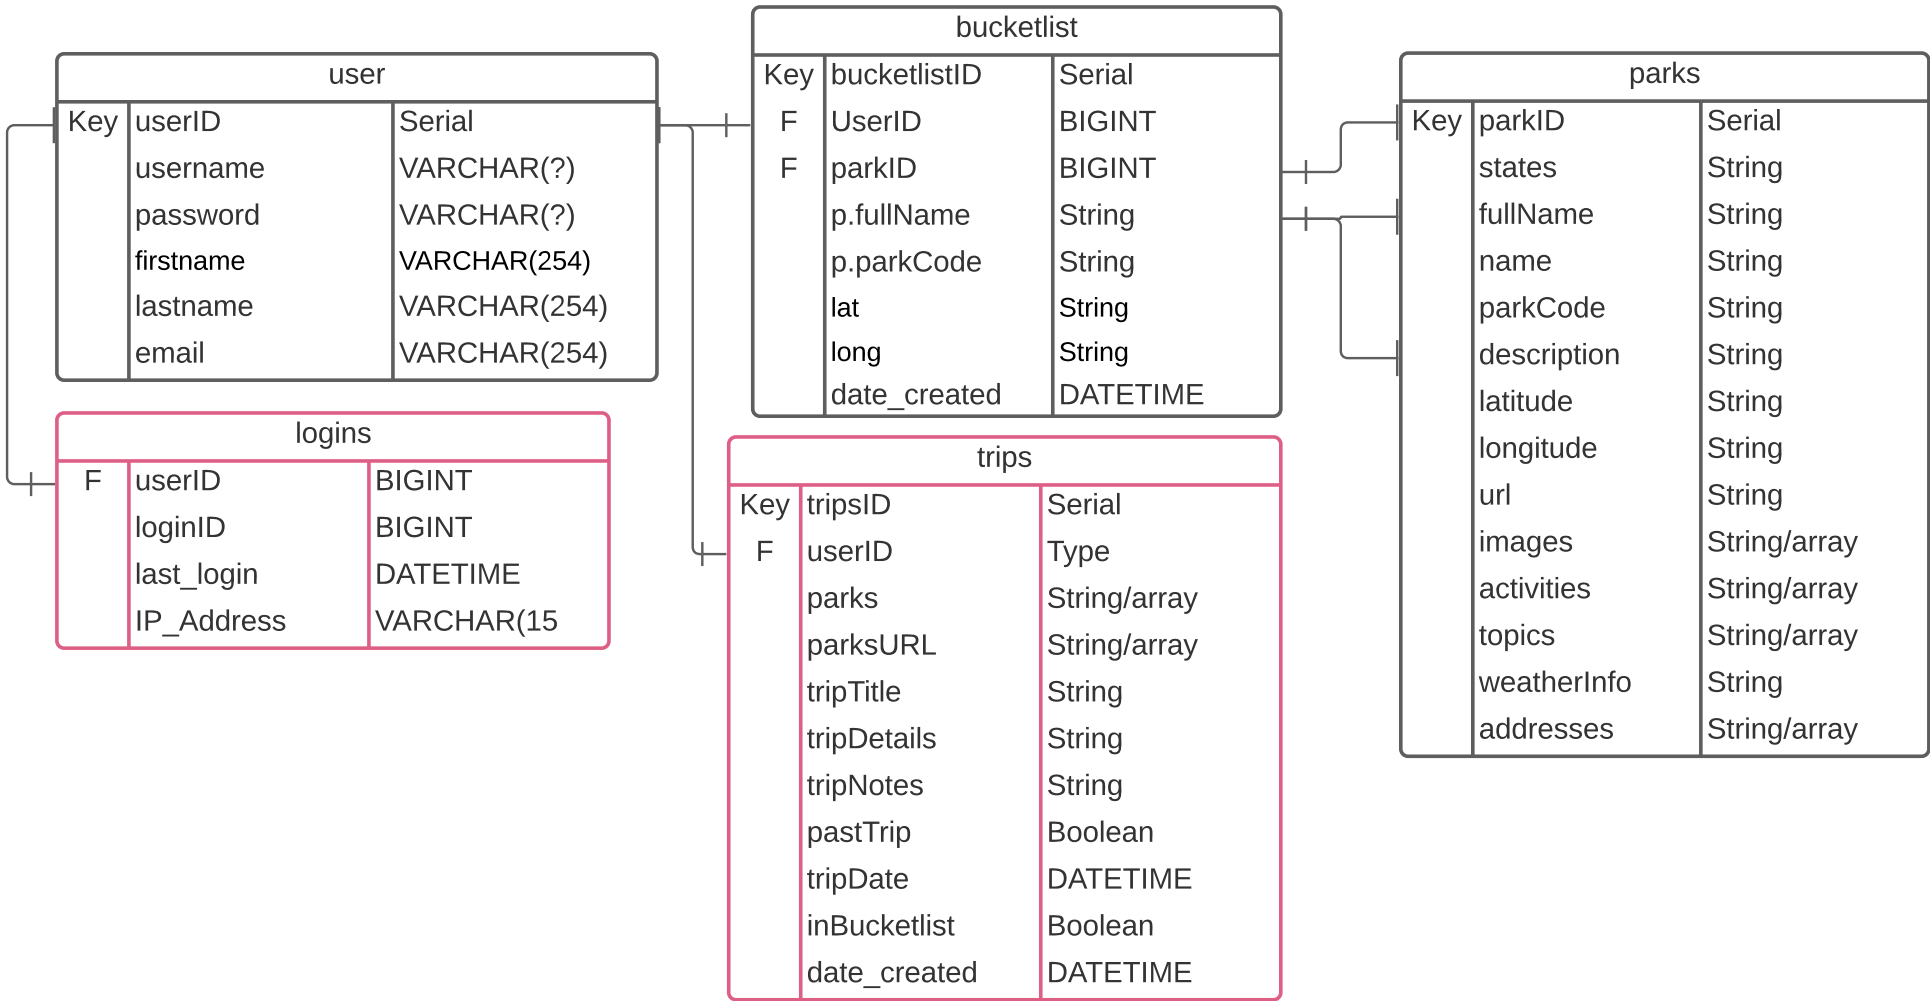 user
Key userID Serial
username VARCHAR(?)
password VARCHAR(?)
firstname VARCHAR(254)
lastname VARCHAR(254)
email VARCHAR(254)
logins
F userID BIGINT
loginID BIGINT
last_login DATETIME
IP_Address VARCHAR(15
bucketlist
Key bucketlistID Serial
F UserID BIGINT
F parkID BIGINT
p.fullName String
p.parkCode String
lat String
long String
date_created DATETIME
trips
Key tripsID Serial
F userID Type
parks String/array
parksURL String/array
tripTitle String
tripDetails String
tripNotes String
pastTrip Boolean
tripDate DATETIME
inBucketlist Boolean
date_created DATETIME
parks
Key parkID Serial
states String
fullName String
name String
parkCode String
description String
latitude String
longitude String
url String
images String/array
activities String/array
topics String/array
weatherInfo String
addresses String/array